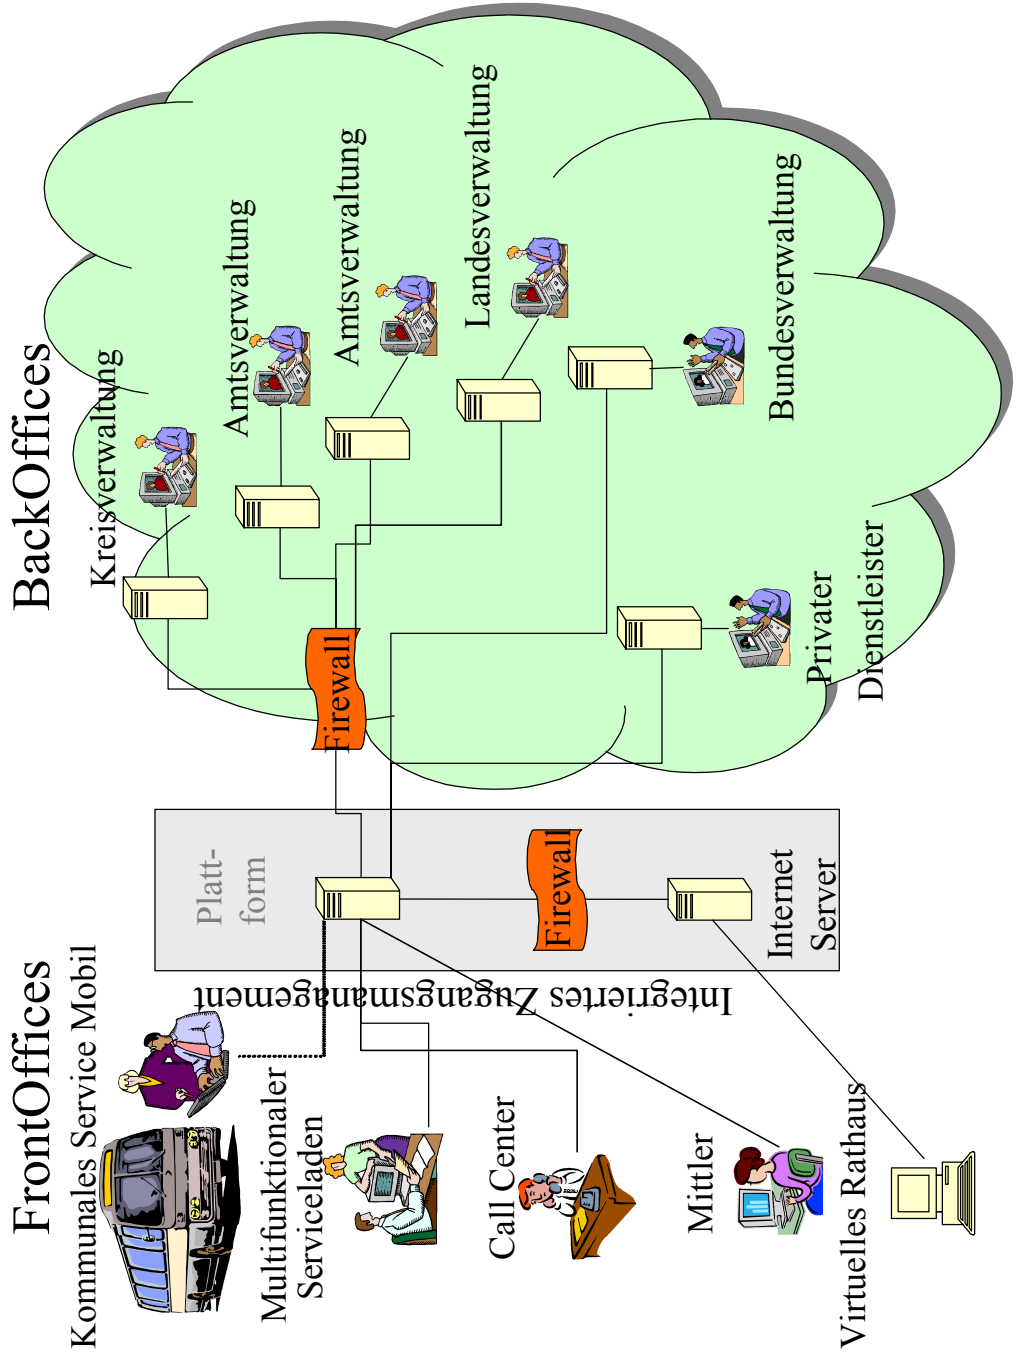 FrontOffices
BackOffices
Kommunales Service Mobil
Multifunktionaler
Serviceladen
Call Center
Mittler
Virtuelles Rathaus
Integriertes Zugangsmanagement
Platt-
form
Firewall
Internet
Server
Firewall
Kreisverwaltung
Amtsverwaltung
Amtsverwaltung
Landesverwaltung
Bundesverwaltung
Privater
Dienstleister